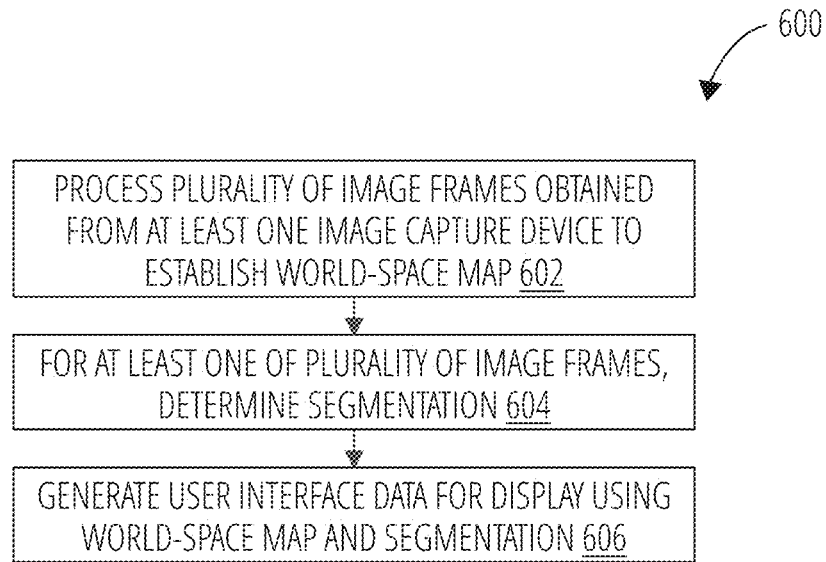 600
PROCESS PLURALITY OF IMAGE FRAMES OBTAINED
FROM AT LEAST ONE IMAGE CAPTURE DEVICE TO
ESTABLISH WORLD-SPACE MAP 602
FOR AT LEAST ONE OF PLURALITY OF IMAGE FRAMES,
DETERMINE SEGMENTATION 604
GENERATE USER INTERFACE DATA FOR DISPLAY USING
WORLD-SPACE MAP AND SEGMENTATION 606